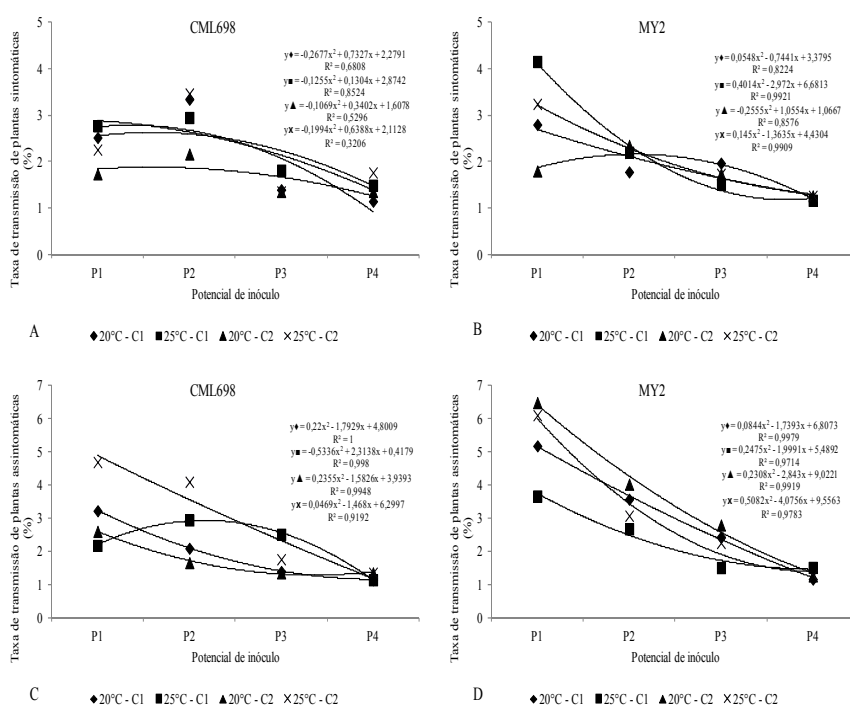 CML698
Taxa de transmissão de plantas sintomáticas
(%)
5
4
3
2
1
0
y♦= -0,2677x² + 0,7327x + 2,2791
R² = 0,6808
y■= -0,1255x² + 0,1304x + 2,8742
R² = 0,8524
y▲= -0,1069x² + 0,3402x + 1,6078
R² = 0,5296
y×= -0,1994x² + 0,6388x + 2,1128
R² = 0,3206
P1 P2 P3 P4
Potencial de inóculo
A
♦20°C - C1 ■25°C - C1 ▲20°C - C2 ×25°C - C2
MY2
Taxa de transmissão de plantas sintomáticas
(%)
5
4
3
2
1
0
y♦= 0,0548x² - 0,7441x + 3,3795
R² = 0,8224
y■= 0,4014x² - 2,972x + 6,6813
R² = 0,9921
y▲= -0,2555x² + 1,0554x + 1,0667
R² = 0,8576
y×= 0,145x² - 1,3635x + 4,4304
R² = 0,9909
P1 P2 P3 P4
Potencial de inóculo
B
♦20°C - C1 ■25°C - C1 ▲20°C - C2 ×25°C - C2
CML698
Taxa de transmissão de plantas assintomáticas
(%)
7
6
5
4
3
2
1
0
y♦= 0,22x² - 1,7929x + 4,8009
R² = 1
y■= -0,5336x² + 2,3138x + 0,4179
R² = 0,998
y▲= 0,2355x² - 1,5826x + 3,9393
R² = 0,9948
y×= 0,0469x² - 1,468x + 6,2997
R² = 0,9192
P1 P2 P3 P4
Potencial de inóculo
C
♦20°C - C1 ■25°C - C1 ▲20°C - C2 ×25°C - C2
MY2
Taxa de transmissão de plantas assintomáticas
(%)
7
6
5
4
3
2
1
0
y♦= 0,0844x² - 1,7393x + 6,8073
R² = 0,9979
y■= 0,2475x² - 1,9991x + 5,4892
R² = 0,9714
y▲= 0,2308x² - 2,843x + 9,0221
R² = 0,9919
y×= 0,5082x² - 4,0756x + 9,5563
R² = 0,9783
P1 P2 P3 P4
Potencial de inóculo
D
♦20°C - C1 ■25°C - C1 ▲20°C - C2 ×25°C - C2